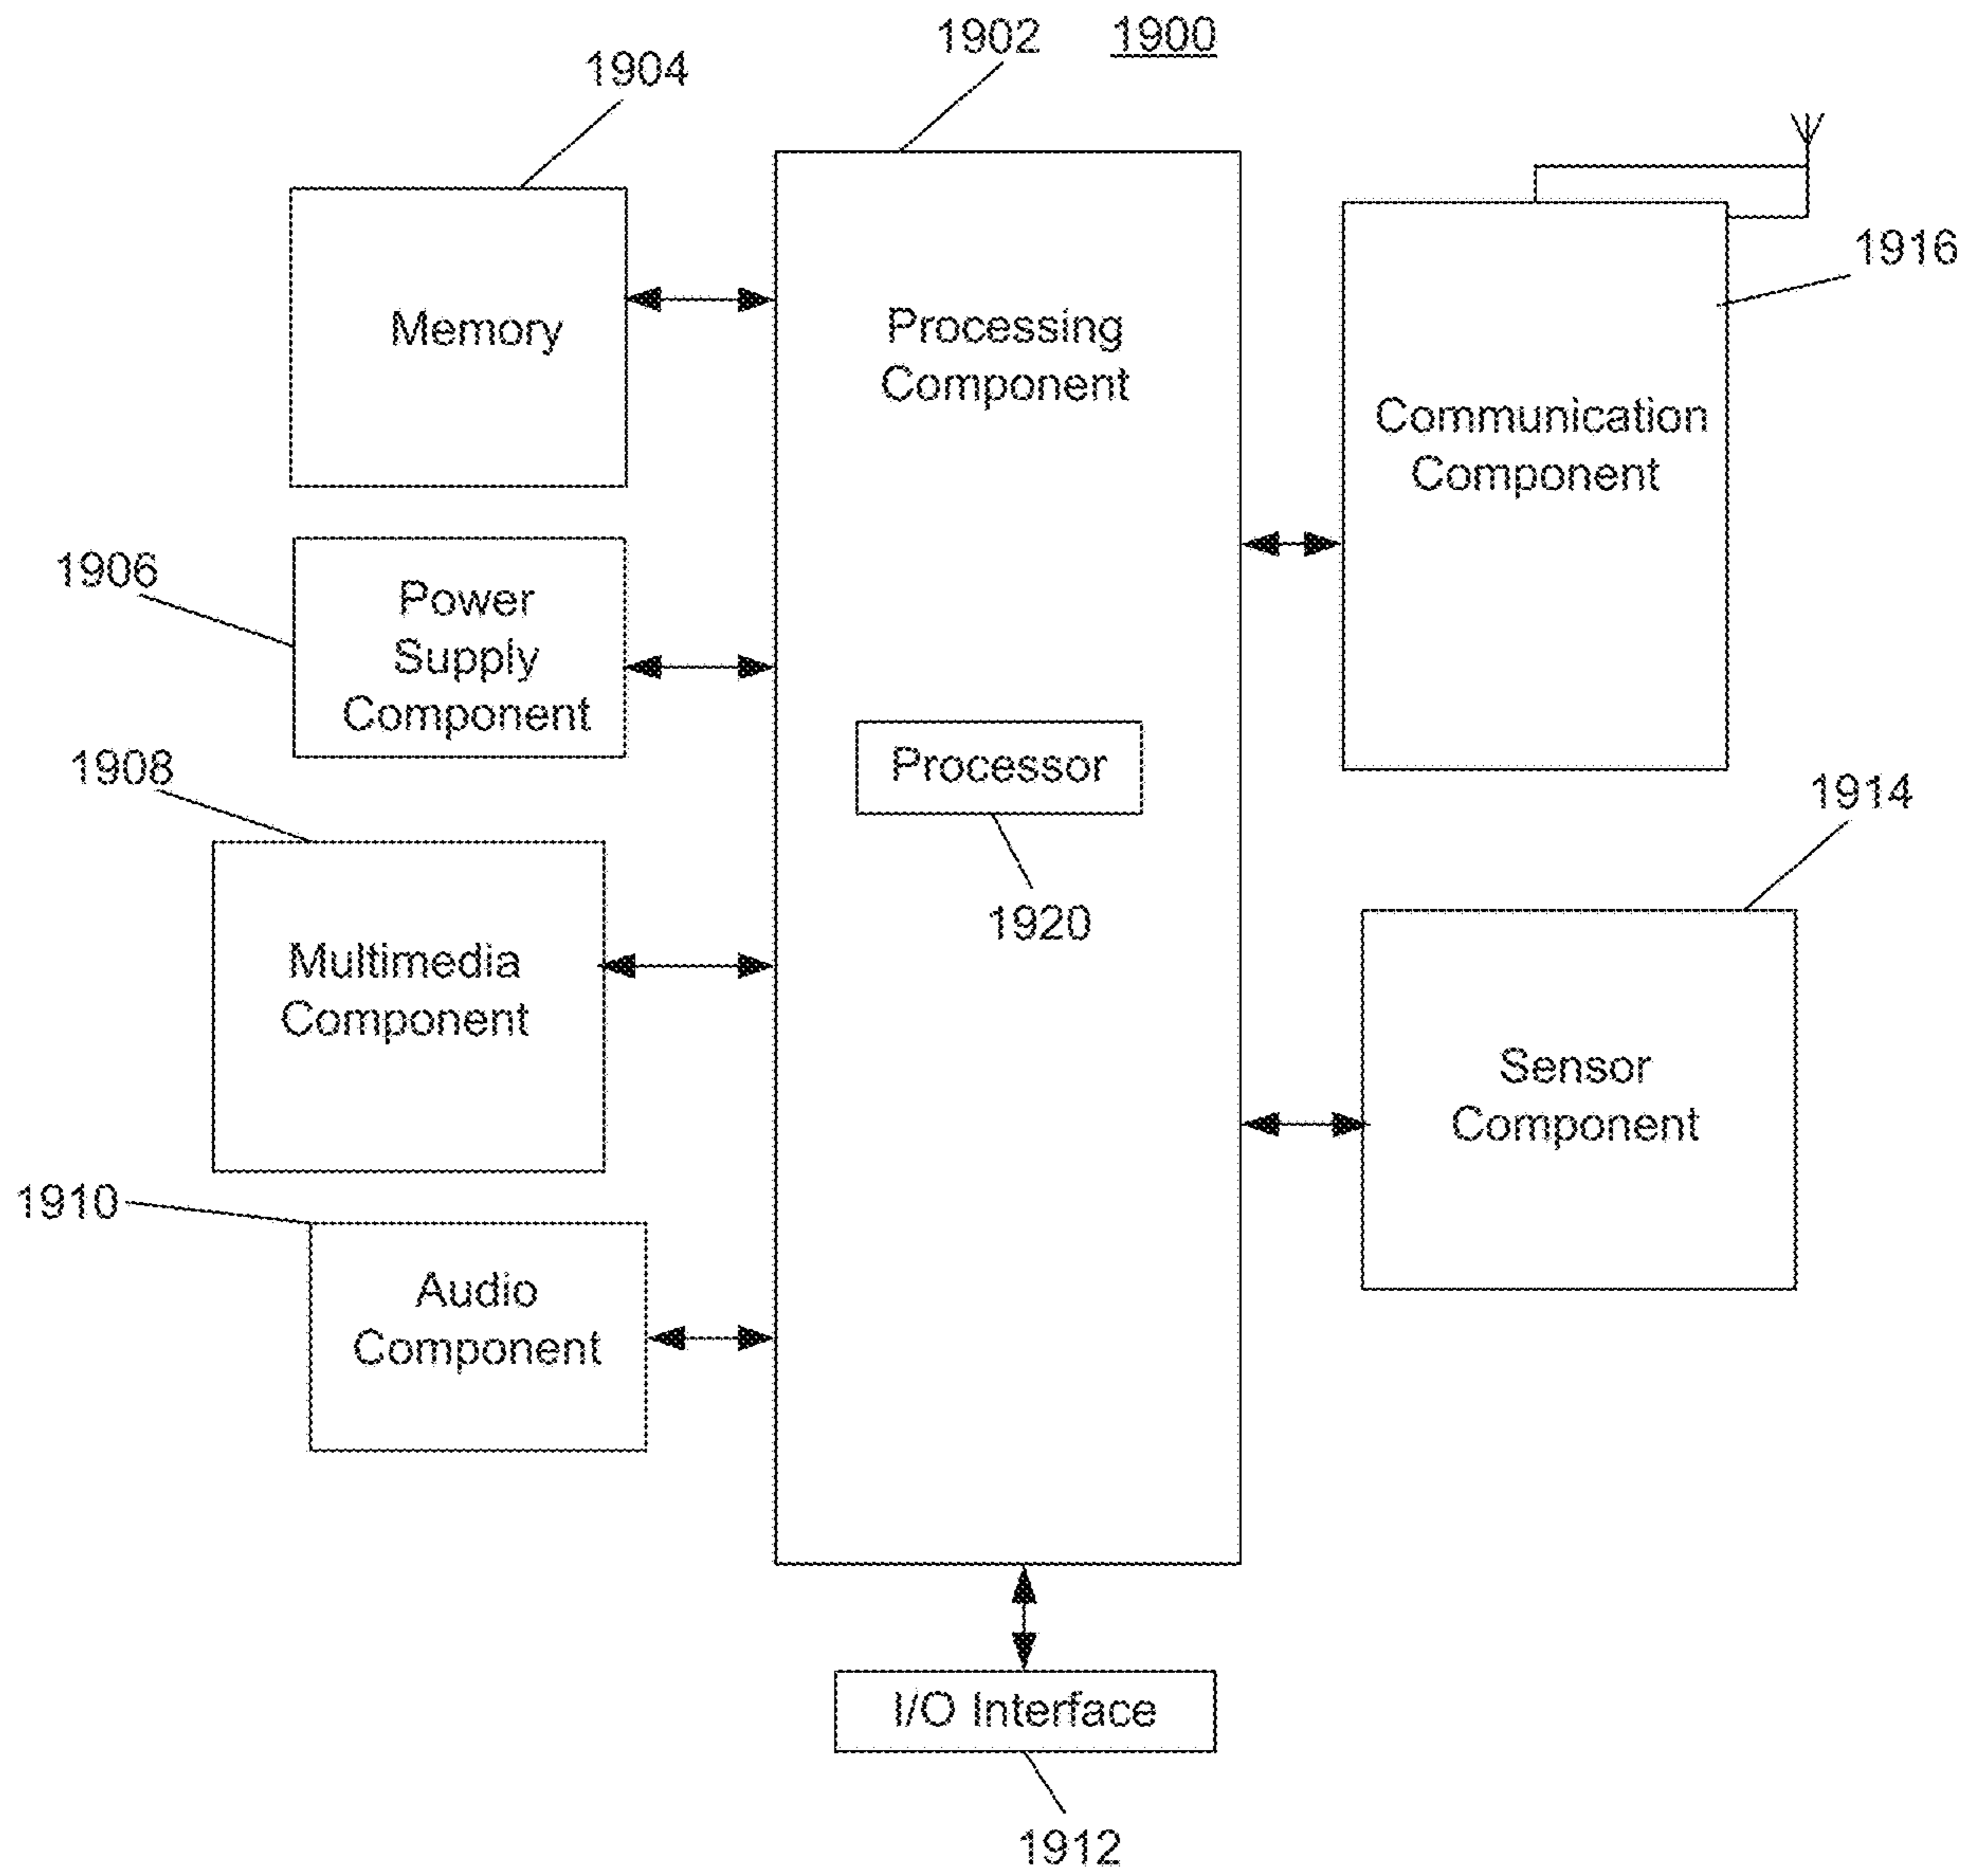 1900
1902
1904
Memory
Processing
Component
1916
Communication
Component
1906
Power
Supply
Component
Processor
1920
1908
Multimedia
Component
1914
Sensor
Component
1910
Audio
Component
I/O Interface
1912